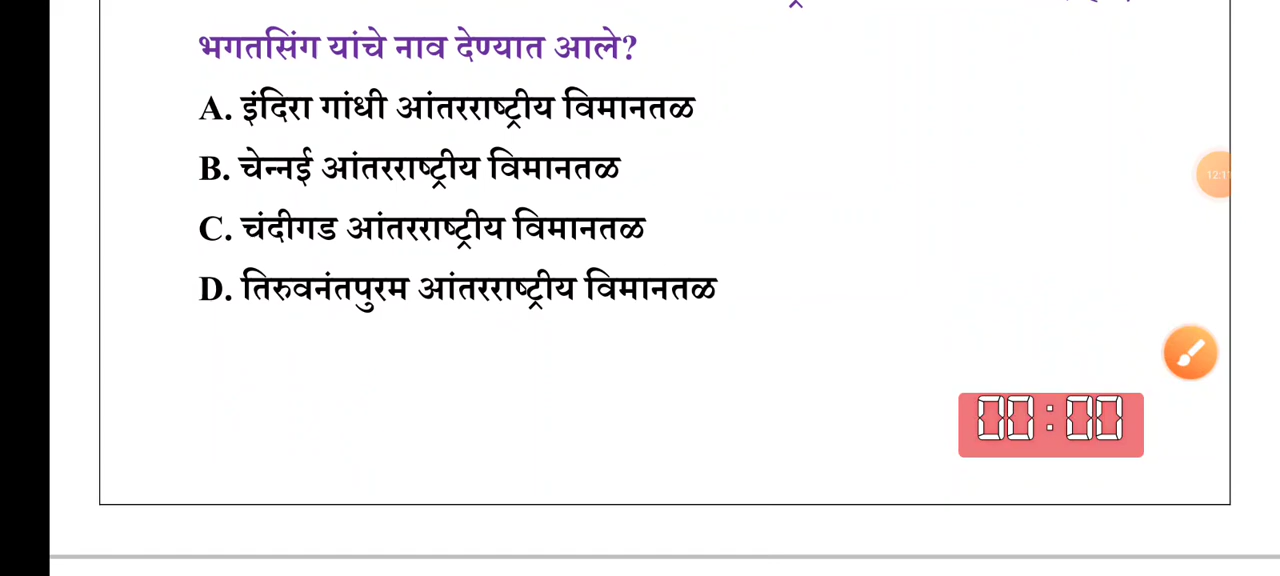 भगतसिंग यांचे नाव देण्यात आले?
A. इंदिरा गांधी आंतरराष्ट्रीय विमानतळ
B. चेन्नई आंतरराष्ट्रीय विमानतळ
C. चंदीगड आंतरराष्ट्रीय विमानतळ
D. तिरुवनंतपुरम आंतरराष्ट्रीय विमानतळ
00:00